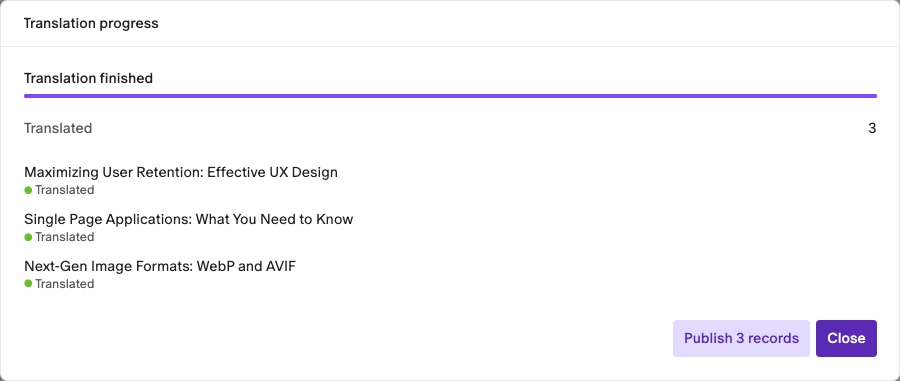 Translation progress
Translation finished
Translated 3
Maximizing User Retention: Effective UX Design
Translated
Single Page Applications: What You Need to Know
Translated
Next-Gen Image Formats: WebP and AVIF
Translated
Publish 3 records Close